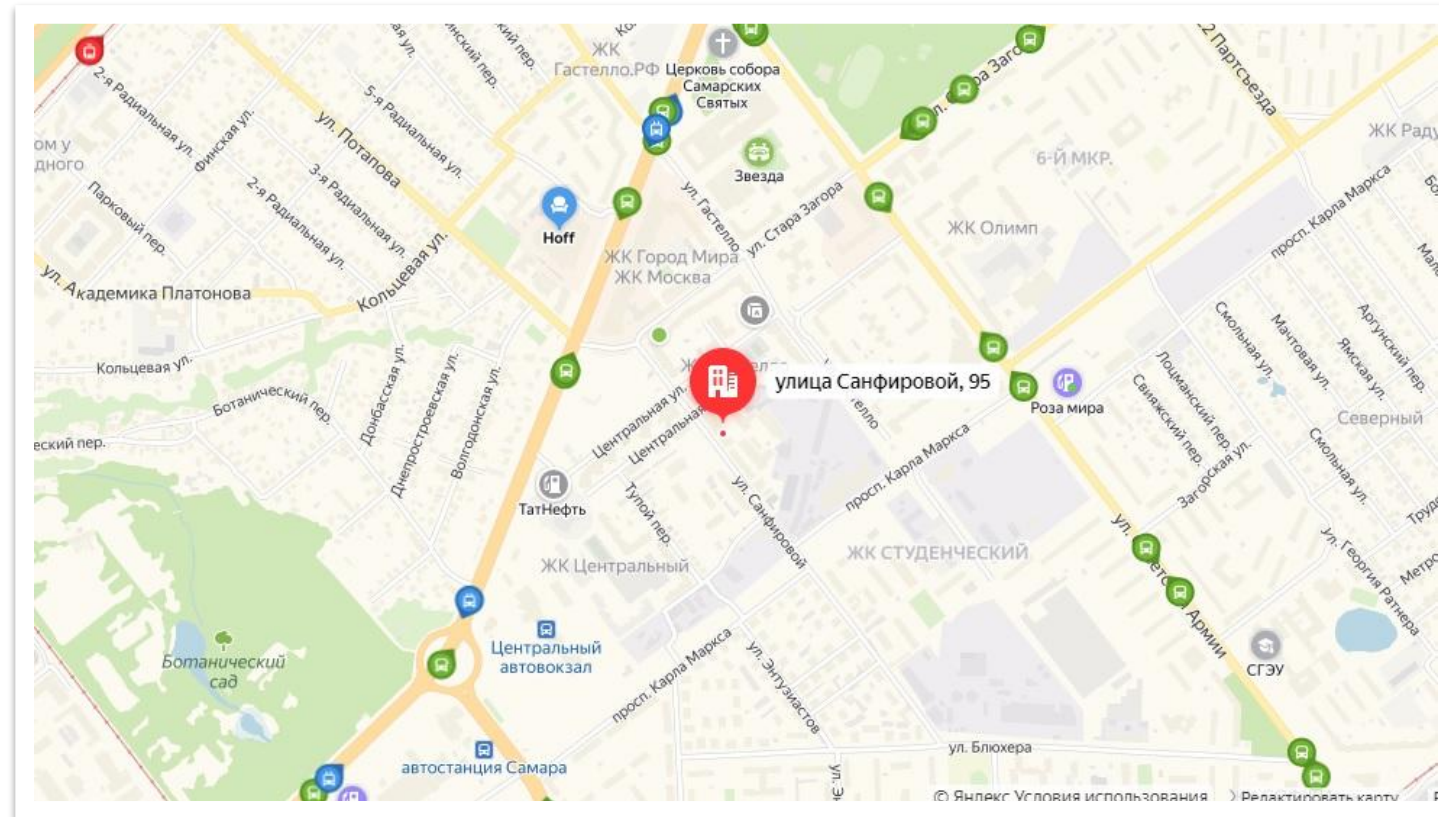 ЖК
Гастелло.РФ
Церковь собора
Самарских
Святых
2-я Радиальная ул.
Финская ул.
5-я Радиальная ул.
ул. Потапова
3-я Радиальная ул.
2-я Радиальная ул.
Парковый пер.
Звезда
6-Й МКР.
Hoff
ул. Гастелло
ул. Стара Загора
ЖК Олимп
просп. Карла Маркса
ЖК Город Мира
ЖК Москва
ул. Академика Платонова
Кольцевая ул.
Кольцевая ул.
Ботанический пер.
Донбасская ул.
Днепростроевская ул.
Волгодонская ул.
Центральная ул.
улица Санфировой, 95
Роза мира
Смольная ул.
Мачтовая ул.
Аргунский пер.
Ямская ул.
Лоцманский пер.
Свияжский пер.
Северный
Загорская ул.
Смольная ул.
ТатНефть
Тупой пер.
ул. Санфировой
просп. Карла Маркса
ЖК Центральный
ЖК СТУДЕНЧЕСКИЙ
ул. Георгия Ратнера
Центральный
автовокзал
Ботанический
сад
СГЭУ
просп. Карла Маркса
ул. Энтузиастов
автостанция Самара
ул. Блюхера
© Яндекс Условия использования
Редактировать карту